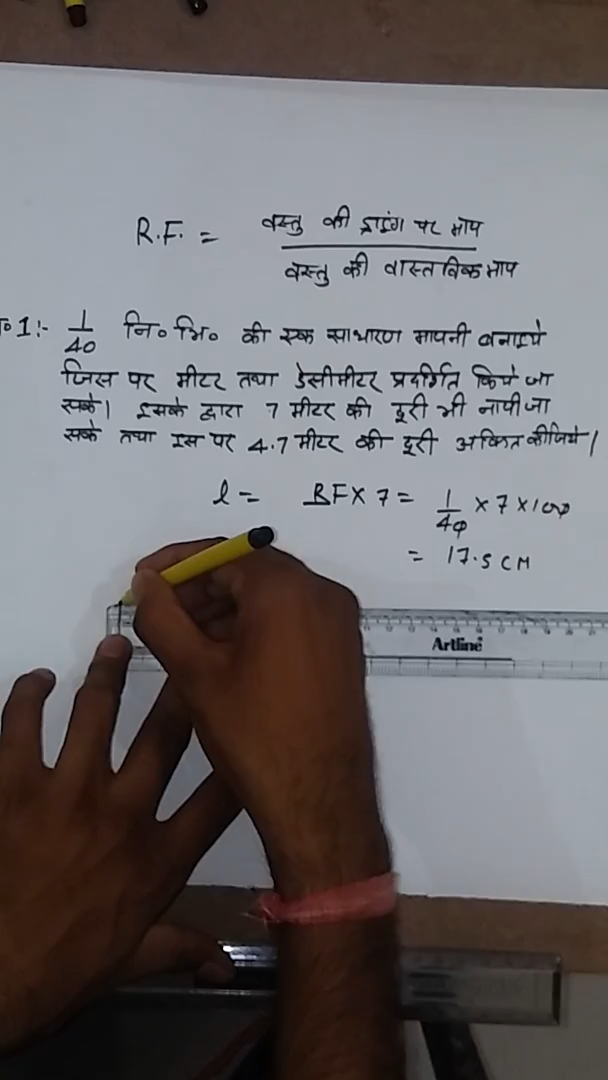 R.F. = वस्तु की ड्राइंग पर माप
वस्तु की वास्तविक माप
1:- 1/40 नि० भि० की एक साधारण मापनी बनाइये
जिस पर मीटर तथा डेसीमीटर प्रदर्शित किये जा
सके। इसके द्वारा 7 मीटर की दूरी भी नापी जा
सके तथा इस पर 4.7 मीटर की दूरी अंकित कीजिये।
l = RF x 7 = 1/40 x 7 x 100
= 17.5 CM
Artline